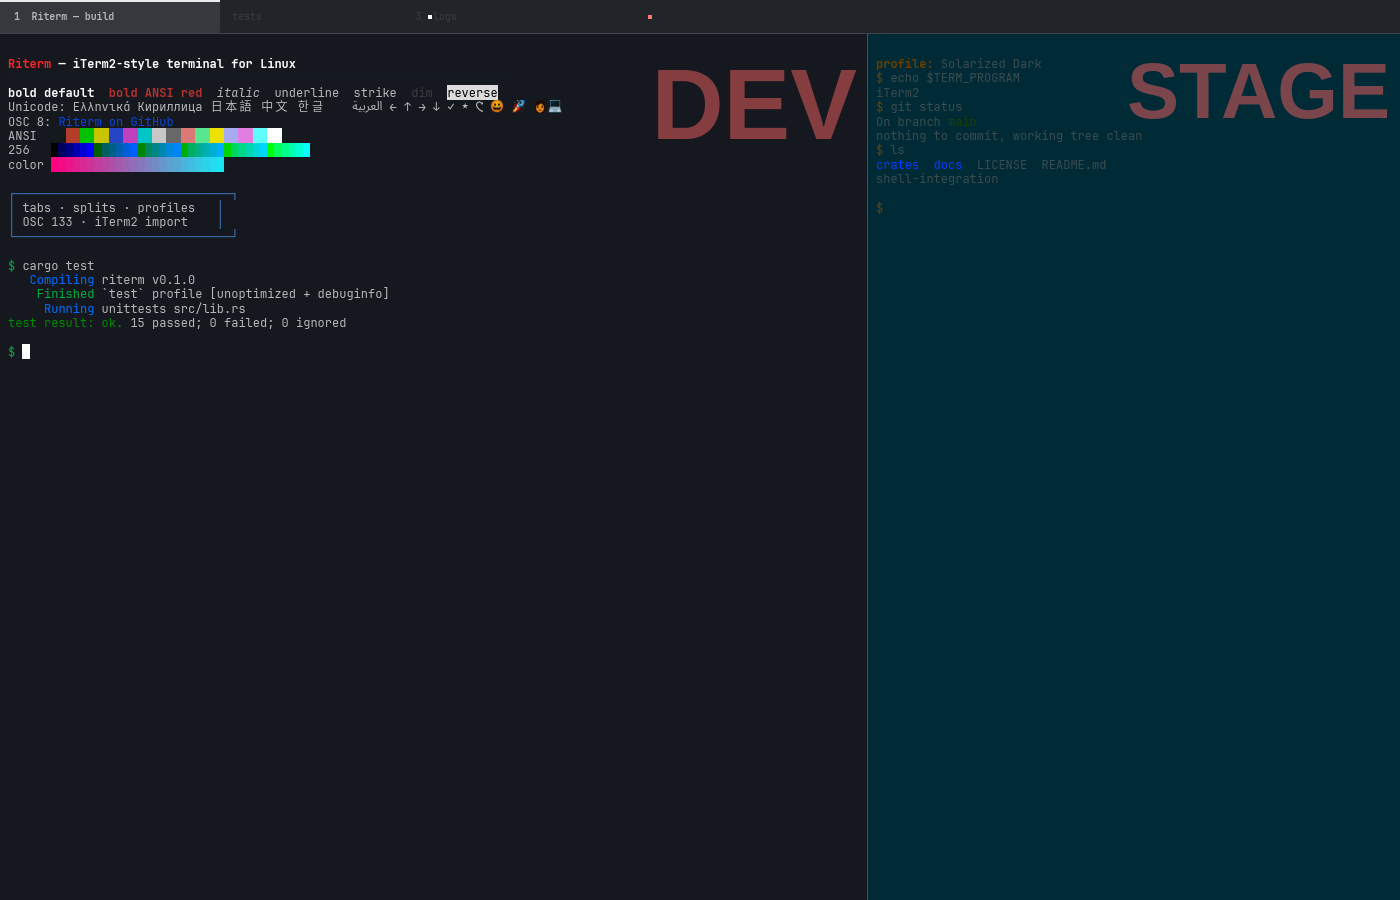 1 Riterm — build
tests
3 logs
Riterm — iTerm2-style terminal for Linux
bold default bold ANSI red italic underline strike dim reverse
Unicode: Ελληνικά Кириллица 日本語 中文 한글 العربية ← ↑ → ↓ ✓ ★ 😀 🚀 👩 💻
OSC 8: Riterm on GitHub
ANSI
256
color
tabs · splits · profiles
OSC 133 · iTerm2 import
$ cargo test
Compiling riterm v0.1.0
Finished `test` profile [unoptimized + debuginfo]
Running unittests src/lib.rs
test result: ok. 15 passed; 0 failed; 0 ignored
$
DEV
profile: Solarized Dark
$ echo $TERM_PROGRAM
iTerm2
$ git status
On branch main
nothing to commit, working tree clean
$ ls
crates docs LICENSE README.md
shell-integration
$
STAGE